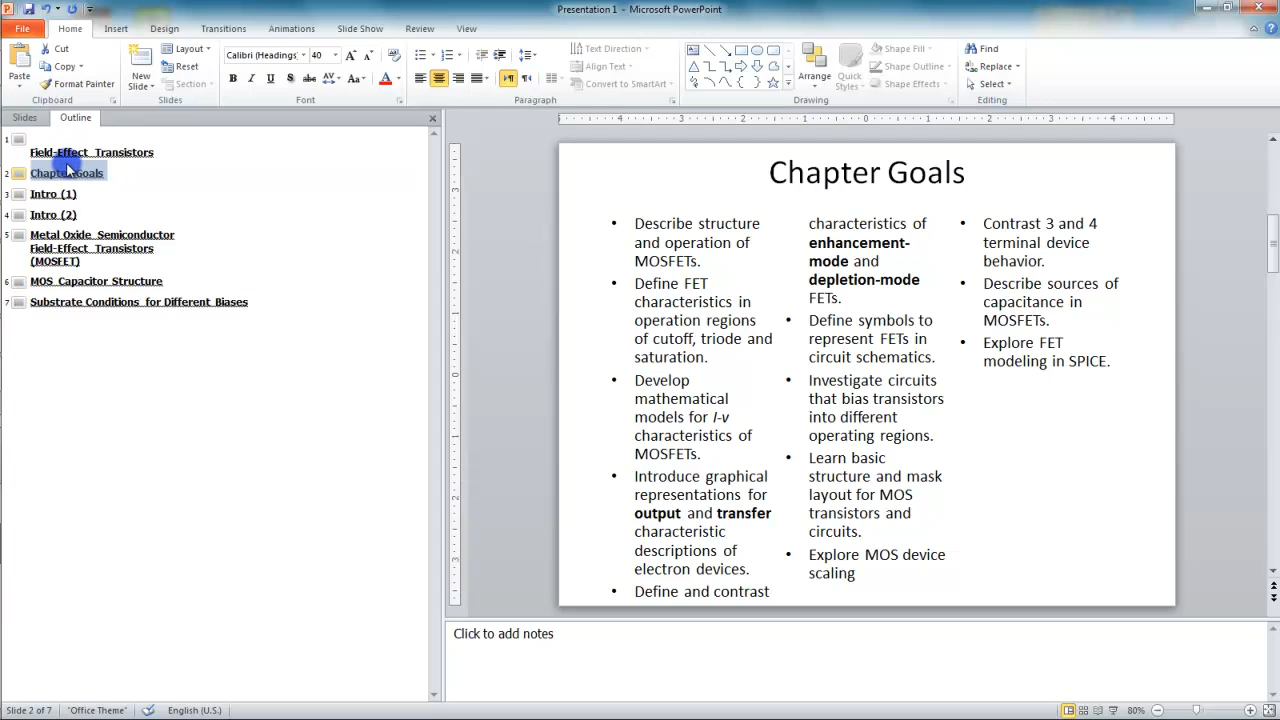 Presentation 1 - Microsoft PowerPoint
File Home Insert Design Transitions Animations Slide Show Review View
Paste
Cut
Copy
Format Painter
Clipboard
New Slide
Layout
Reset
Section
Slides
Calibri (Headings) 40
Font
Paragraph
Text Direction
Align Text
Convert to SmartArt
Arrange
Quick Styles
Shape Fill
Shape Outline
Shape Effects
Drawing
Find
Replace
Select
Editing
Slides Outline
1
Field-Effect Transistors
2 Chapter Goals
3 Intro (1)
4 Intro (2)
5 Metal Oxide Semiconductor
Field-Effect Transistors
(MOSFET)
6 MOS Capacitor Structure
7 Substrate Conditions for Different Biases
Chapter Goals
• Describe structure
and operation of
MOSFETs.
• Define FET
characteristics in
operation regions
of cutoff, triode and
saturation.
• Develop
mathematical
models for I-v
characteristics of
MOSFETs.
• Introduce graphical
representations for
output and transfer
characteristic
descriptions of
electron devices.
• Define and contrast
characteristics of
enhancement-
mode and
depletion-mode
FETs.
• Define symbols to
represent FETs in
circuit schematics.
• Investigate circuits
that bias transistors
into different
operating regions.
• Learn basic
structure and mask
layout for MOS
transistors and
circuits.
• Explore MOS device
scaling
• Contrast 3 and 4
terminal device
behavior.
• Describe sources of
capacitance in
MOSFETs.
• Explore FET
modeling in SPICE.
Click to add notes
Slide 2 of 7 "Office Theme" English (U.S.) 80%